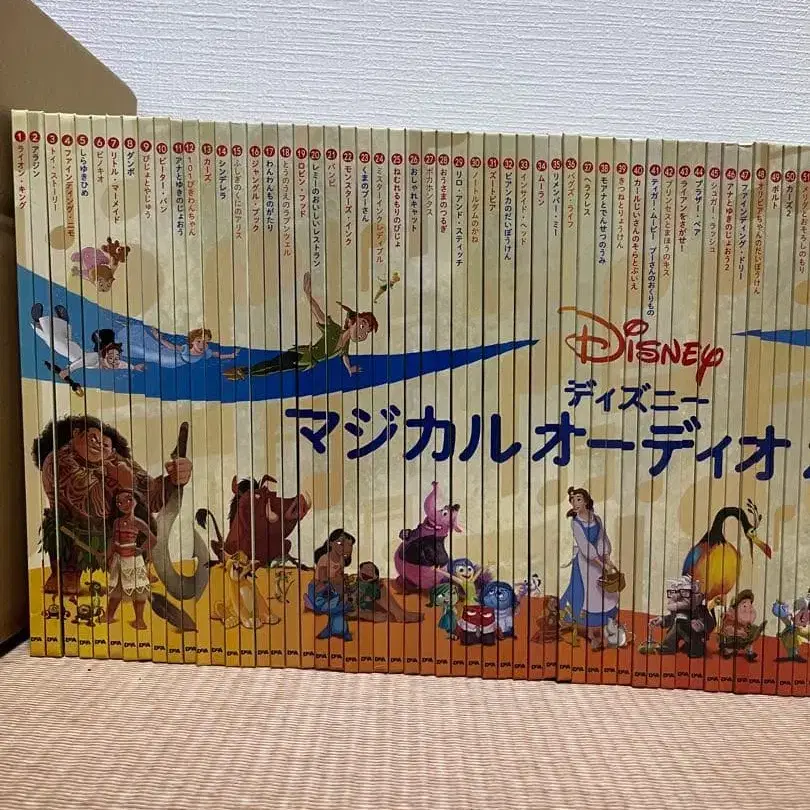 1 ライオン・キング
2 アラジン
3 トイ・ストーリー
4 ファインディング・ニモ
5 しらゆきひめ
6 ピノキオ
7 リトル・マーメイド
8 ダンボ
9 びじょとやじゅう
10 ピーター・パン
11 アナとゆきのじょおう
12 101ぴきわんちゃん
13 カーズ
14 シンデレラ
15 ふしぎのくにのアリス
16 ジャングル・ブック
17 わんわんものがたり
18 とうのうえのラプンツェル
19 ロビン・フッド
20 レミーのおいしいレストラン
21 バンビ
22 モンスターズ・インク
23 くまのプーさん
24 ミスター・インクレディブル
25 ねむれるもりのびじょ
26 おしゃれキャット
27 ポカホンタス
28 おうさまのつるぎ
29 リロ・アンド・スティッチ
30 ノートルダムのかね
31 ズートピア
32 ビアンカのだいぼうけん
33 インサイド・ヘッド
34 ムーラン
35 リメンバー・ミー
36 バグズ・ライフ
37 ヘラクレス
38 モアナとでんせつのうみ
39 きつねとりょうけん
40 カールじいさんのそらとぶいえ
41 ティガー・ムービー プーさんのおくりもの
42 プリンセスとまほうのキス
43 ライアンをさがせ!
44 ブラザー・ベア
45 シュガー・ラッシュ
46 アナとゆきのじょおう2
47 ファインディング・ドリー
48 オリビアちゃんのだいぼうけん
49 ボルト
50 カーズ2
51
DISNEY
ディズニー
マジカル オーディオ